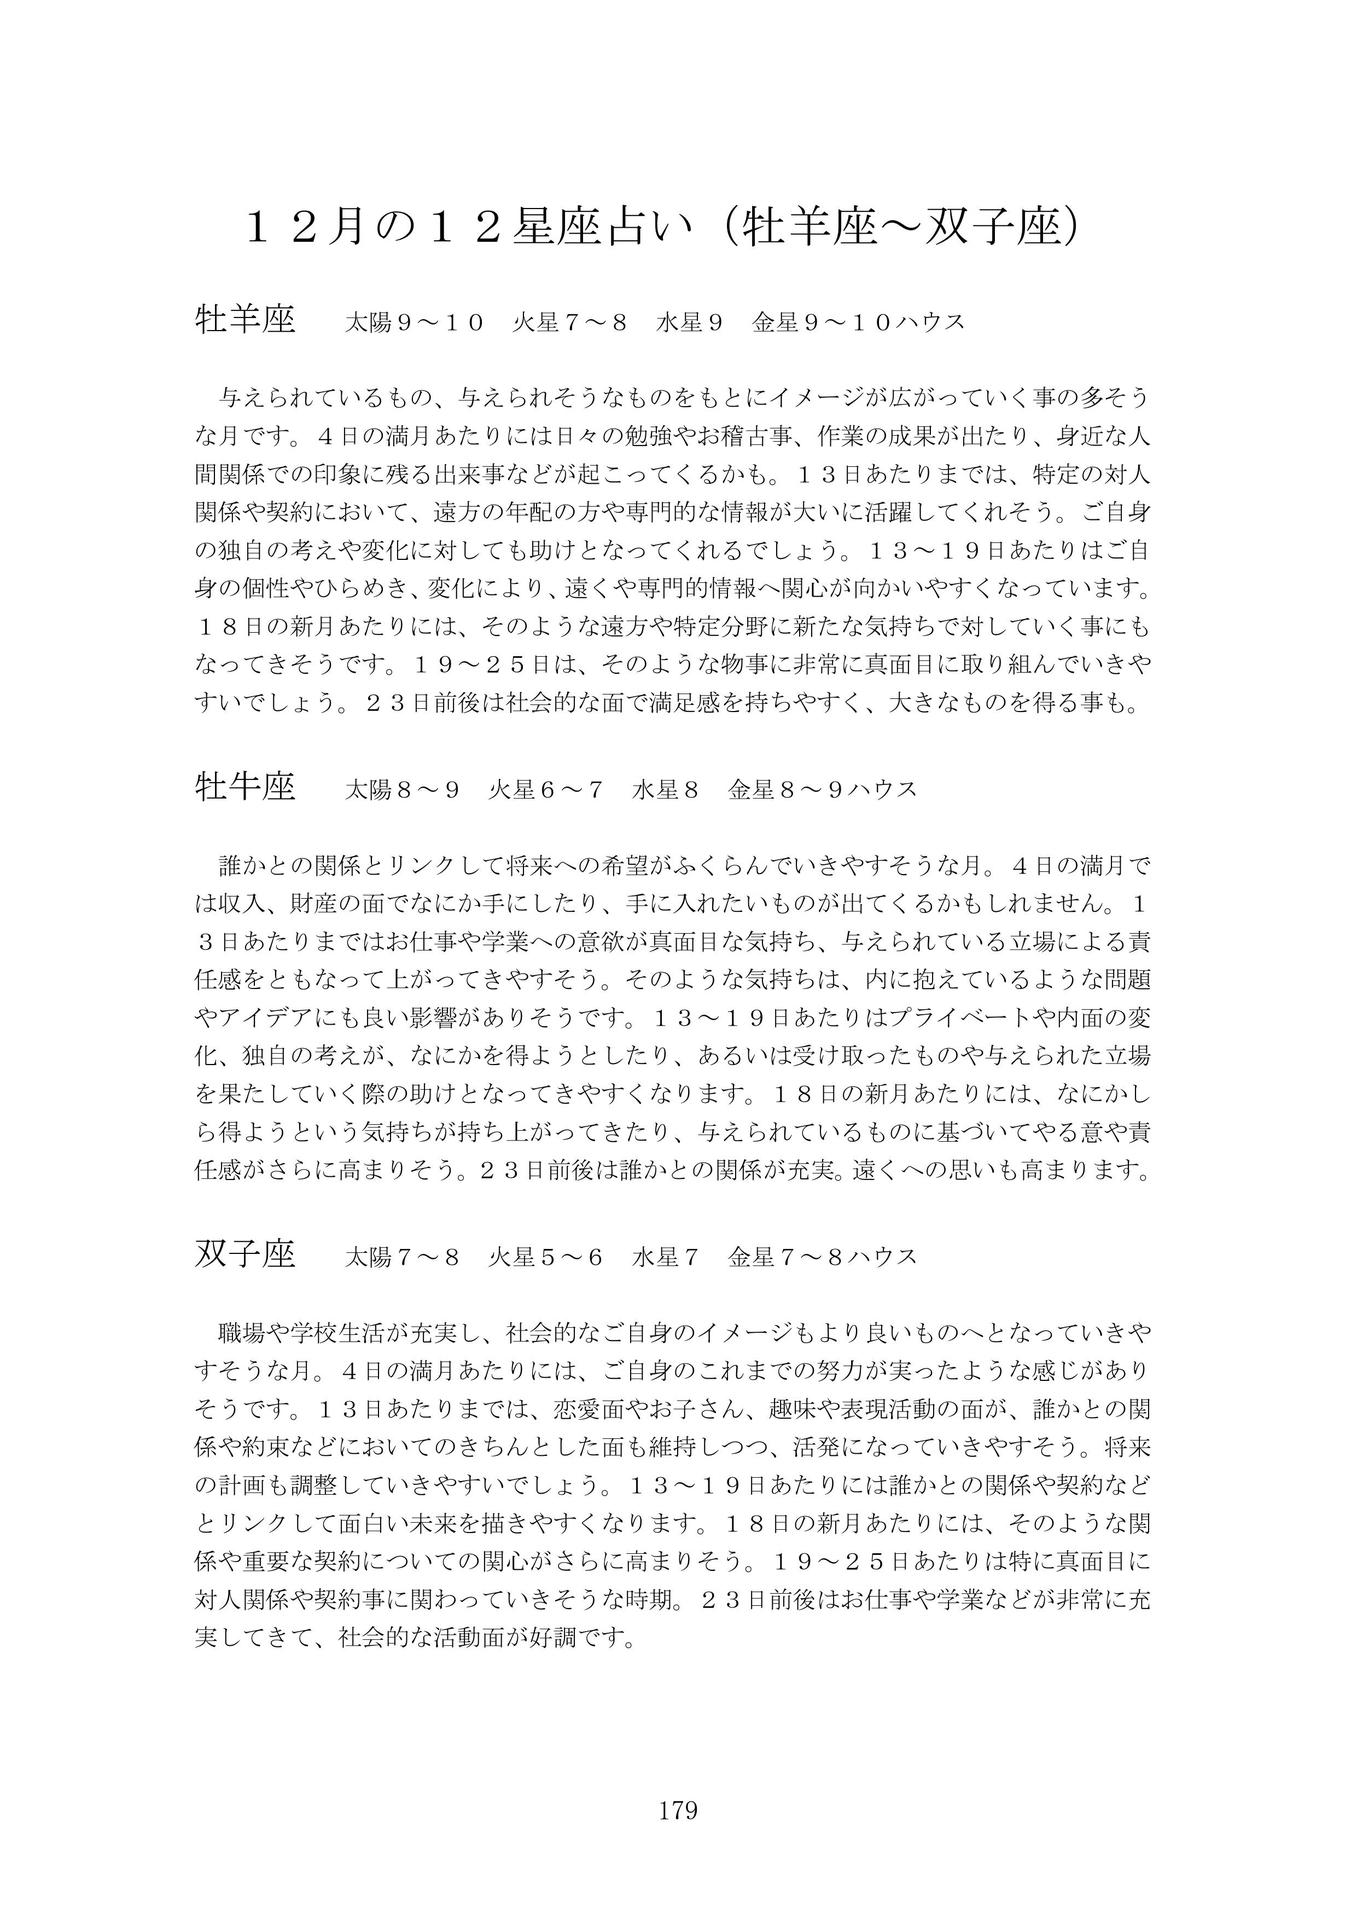 １２月の１２星座占い（牡羊座～双子座）
牡羊座　太陽９～１０　火星７～８　水星９　金星９～１０ハウス
　与えられているもの、与えられそうなものをもとにイメージが広がっていく事の多そう
な月です。４日の満月あたりには日々の勉強やお稽古事、作業の成果が出たり、身近な人
間関係での印象に残る出来事などが起こってくるかも。１３日あたりまでは、特定の対人
関係や契約において、遠方の年配の方や専門的な情報が大いに活躍してくれそう。ご自身
の独自の考えや変化に対しても助けとなってくれるでしょう。１３～１９日あたりはご自
身の個性やひらめき、変化により、遠くや専門的情報へ関心が向かいやすくなっています。
１８日の新月あたりには、そのような遠方や特定分野に新たな気持ちで対していく事にも
なってきそうです。１９～２５日は、そのような物事に非常に真面目に取り組んでいきや
すいでしょう。２３日前後は社会的な面で満足感を持ちやすく、大きなものを得る事も。
牡牛座　太陽８～９　火星６～７　水星８　金星８～９ハウス
　誰かとの関係とリンクして将来への希望がふくらんでいきやすそうな月。４日の満月で
は収入、財産の面でなにか手にしたり、手に入れたいものが出てくるかもしれません。１
３日あたりまではお仕事や学業への意欲が真面目な気持ち、与えられている立場による責
任感をともなって上がってきやすそう。そのような気持ちは、内に抱えているような問題
やアイデアにも良い影響がありそうです。１３～１９日あたりはプライベートや内面の変
化、独自の考えが、なにかを得ようとしたり、あるいは受け取ったものや与えられた立場
を果たしていく際の助けとなってきやすくなります。１８日の新月あたりには、なにかし
ら得ようという気持ちが持ち上がってきたり、与えられているものに基づいてやる意や責
任感がさらに高まりそう。２３日前後は誰かとの関係が充実。遠くへの思いも高まります。
双子座　太陽７～８　火星５～６　水星７　金星７～８ハウス
　職場や学校生活が充実し、社会的なご自身のイメージもより良いものへとなっていきや
すそうな月。４日の満月あたりには、ご自身のこれまでの努力が実ったような感じがあり
そうです。１３日あたりまでは、恋愛面やお子さん、趣味や表現活動の面が、誰かとの関
係や約束などにおいてのきちんとした面も維持しつつ、活発になっていきやすそう。将来
の計画も調整していきやすいでしょう。１３～１９日あたりには誰かとの関係や契約など
とリンクして面白い未来を描きやすくなります。１８日の新月あたりには、そのような関
係や重要な契約についての関心がさらに高まりそう。１９～２５日あたりは特に真面目に
対人関係や契約事に関わっていきそうな時期。２３日前後はお仕事や学業などが非常に充
実してきて、社会的な活動面が好調です。
179